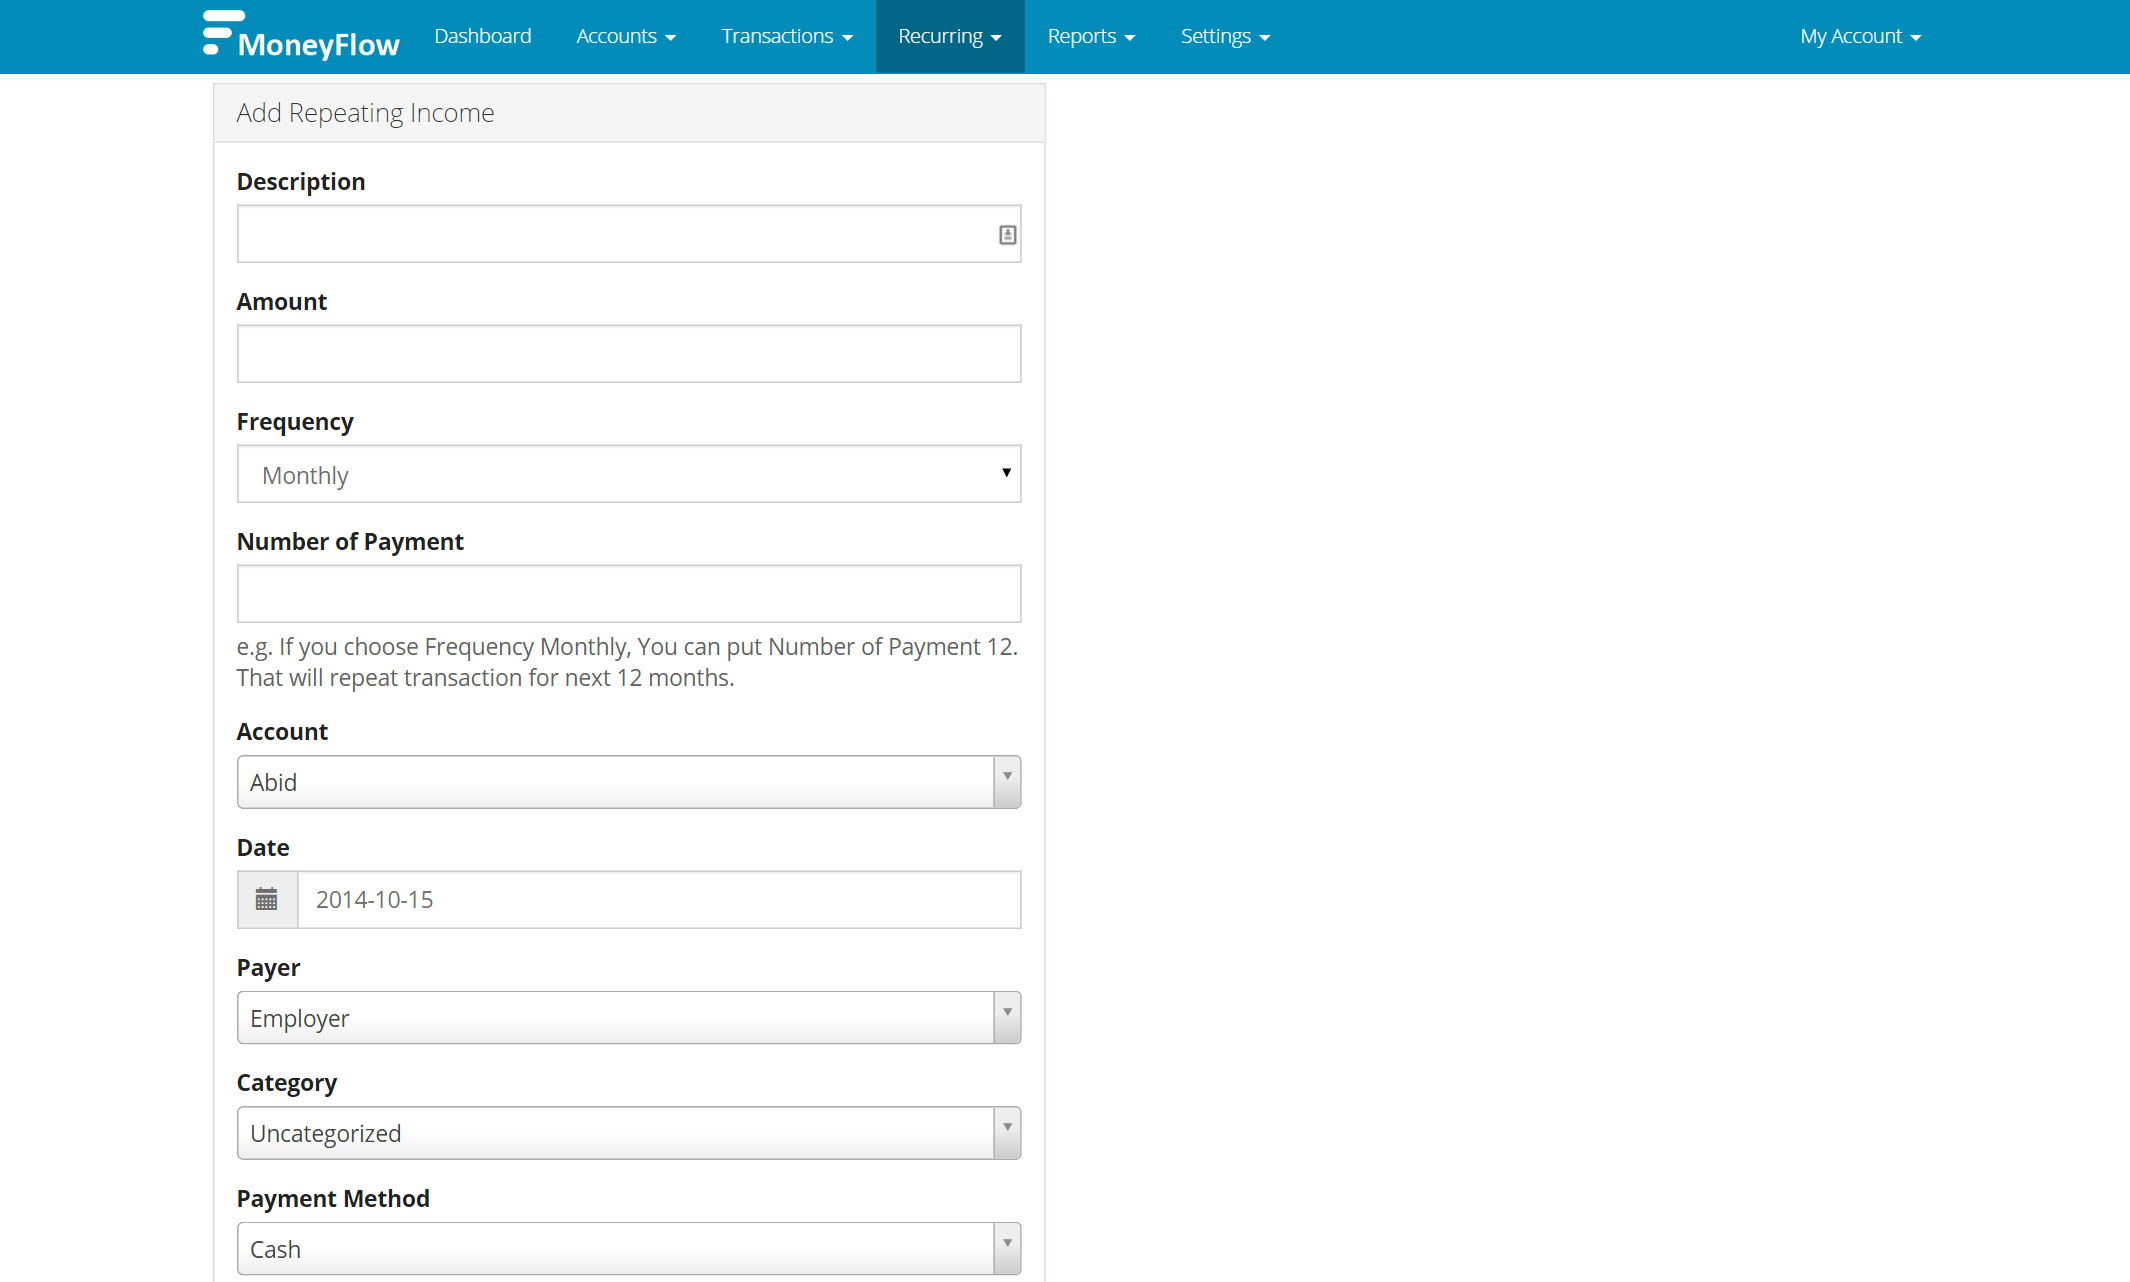 MoneyFlow Dashboard Accounts Transactions Recurring Reports Settings My Account
Add Repeating Income
Description
Amount
Frequency
Monthly
Number of Payment
e.g. If you choose Frequency Monthly, You can put Number of Payment 12.
That will repeat transaction for next 12 months.
Account
Abid
Date
2014-10-15
Payer
Employer
Category
Uncategorized
Payment Method
Cash